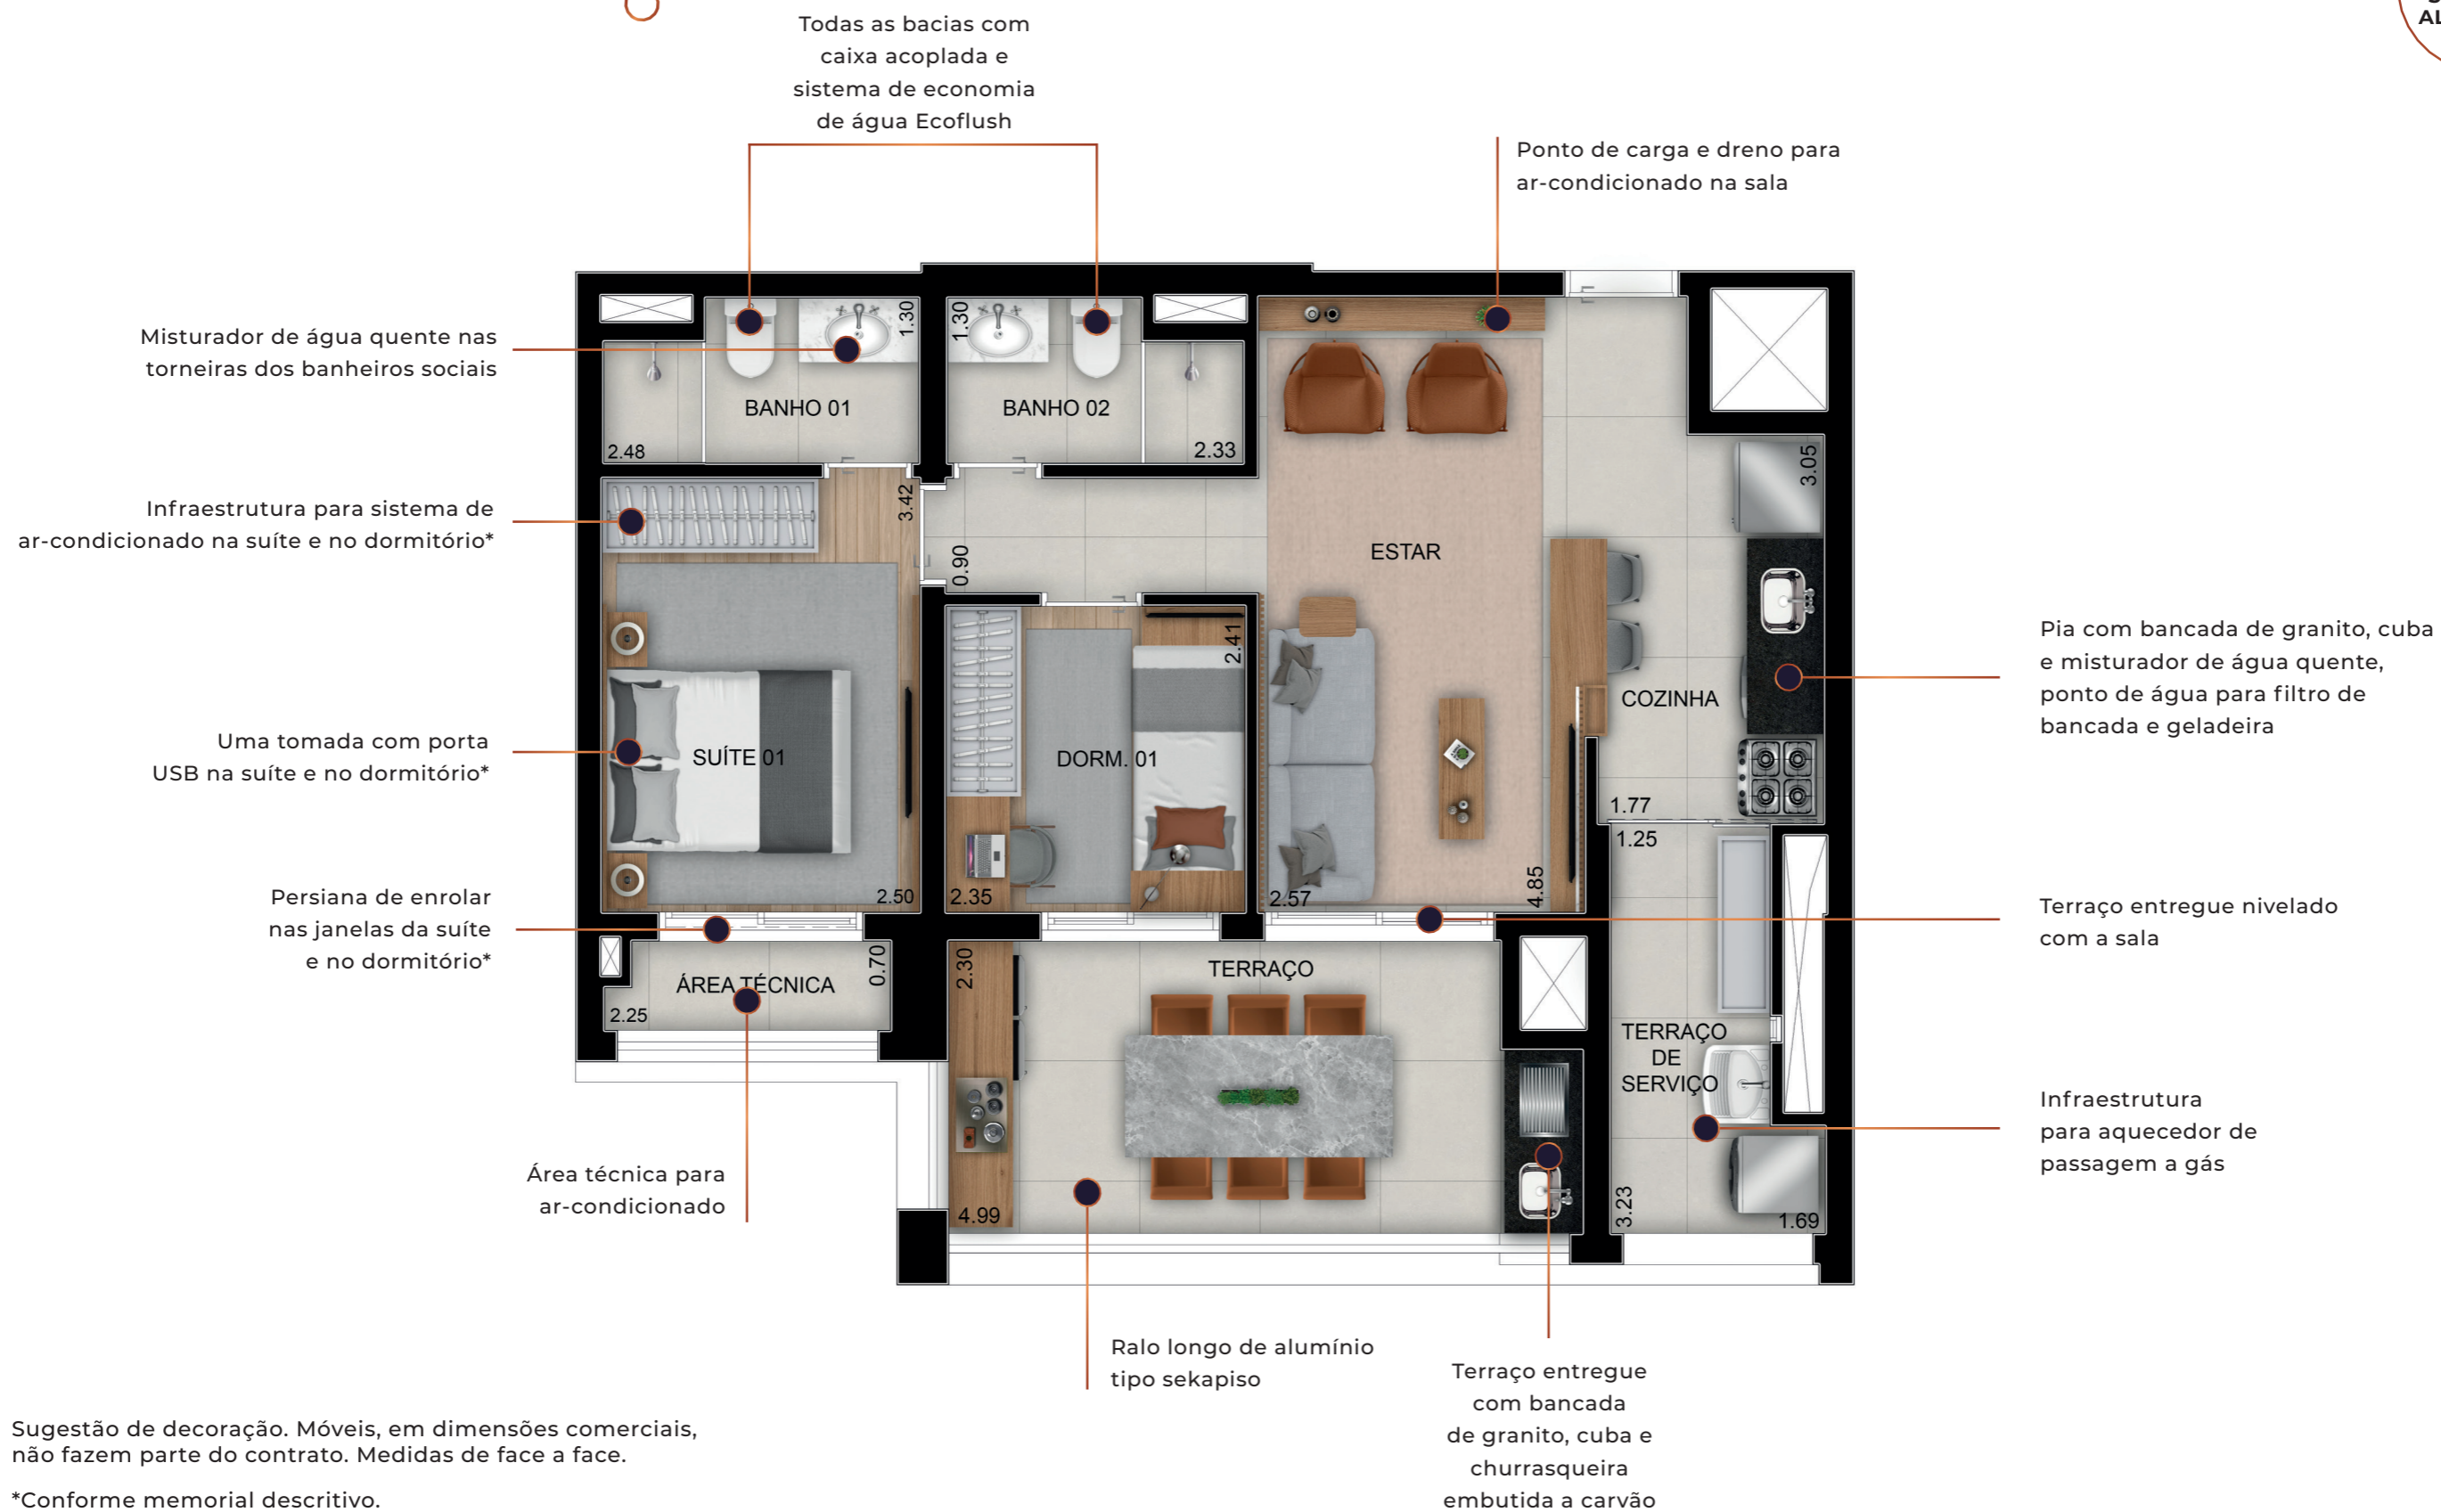 AL
Todas as bacias com
caixa acoplada e
sistema de economia
de água Ecoflush
Ponto de carga e dreno para
ar-condicionado na sala
Misturador de água quente nas
torneiras dos banheiros sociais
Infraestrutura para sistema de
ar-condicionado na suíte e no dormitório*
Uma tomada com porta
USB na suíte e no dormitório*
Persiana de enrolar
nas janelas da suíte
e no dormitório*
Área técnica para
ar-condicionado
1.30
BANHO 01
2.48
1.30
BANHO 02
2.33
3.42
0.90
SUÍTE 01
2.50
2.41
DORM. 01
2.35
ESTAR
2.57
4.85
3.05
COZINHA
1.77
1.25
ÁREA TÉCNICA
0.70
2.25
2.30
TERRAÇO
4.99
TERRAÇO
DE
SERVIÇO
3.23
1.69
Pia com bancada de granito, cuba
e misturador de água quente,
ponto de água para filtro de
bancada e geladeira
Terraço entregue nivelado
com a sala
Infraestrutura
para aquecedor de
passagem a gás
Ralo longo de alumínio
tipo sekapiso
Terraço entregue
com bancada
de granito, cuba e
churrasqueira
embutida a carvão
Sugestão de decoração. Móveis, em dimensões comerciais,
não fazem parte do contrato. Medidas de face a face.
*Conforme memorial descritivo.